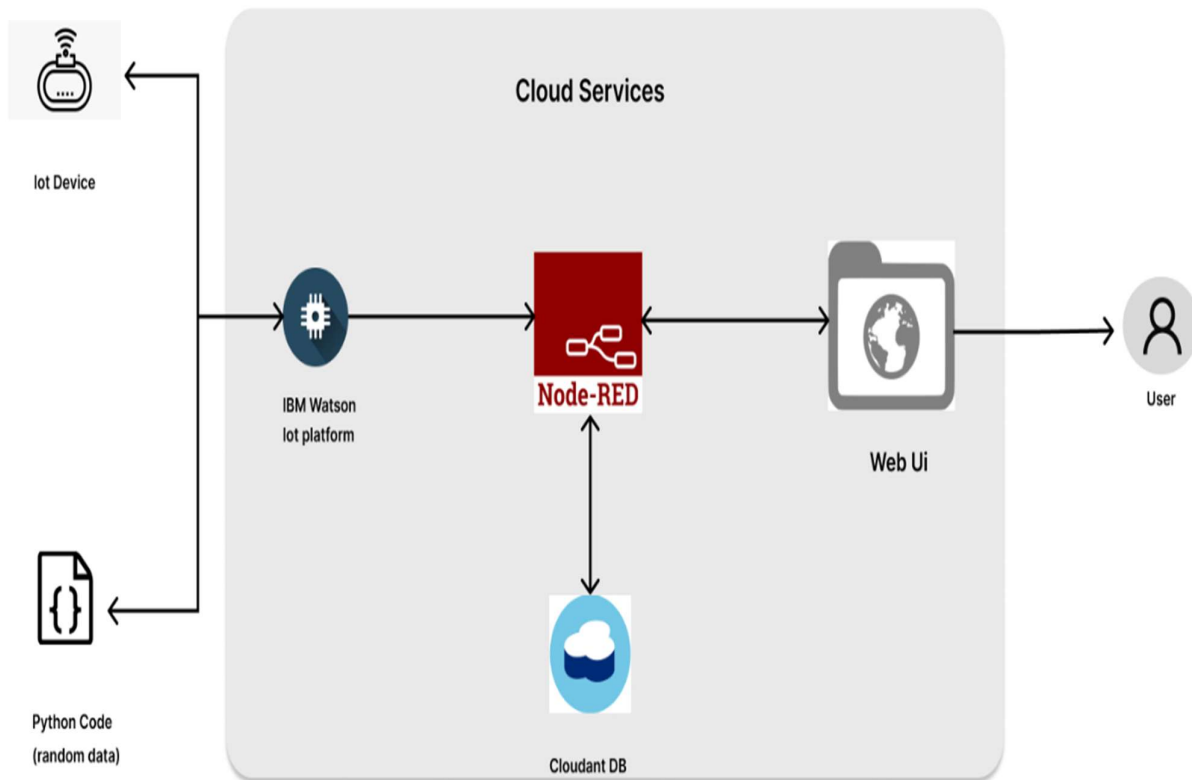 Cloud Services
Iot Device
IBM Watson
Iot platform
Node-RED
Web Ui
User
Python Code
(random data)
Cloudant DB